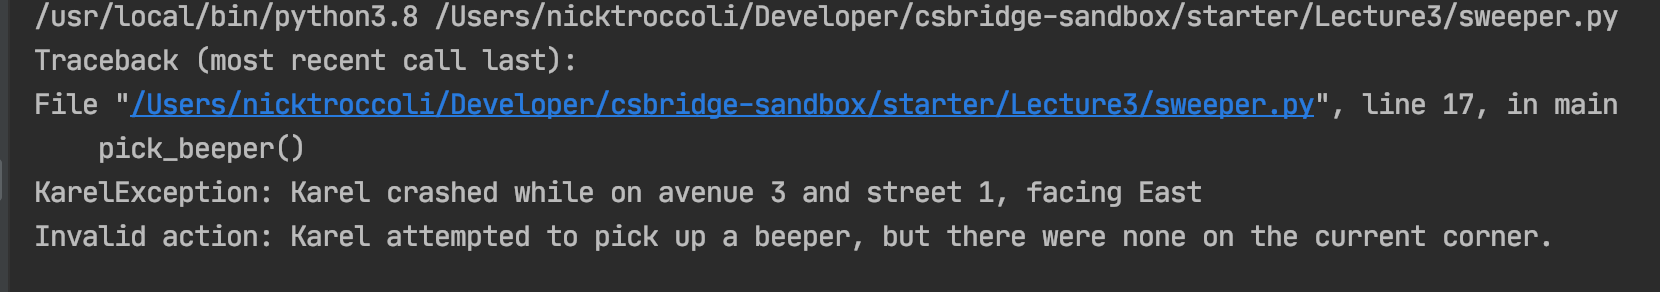 /usr/local/bin/python3.8 /Users/nicktroccoli/Developer/csbridge-sandbox/starter/Lecture3/sweeper.py
Traceback (most recent call last):
File "/Users/nicktroccoli/Developer/csbridge-sandbox/starter/Lecture3/sweeper.py", line 17, in main
    pick_beeper()
KarelException: Karel crashed while on avenue 3 and street 1, facing East
Invalid action: Karel attempted to pick up a beeper, but there were none on the current corner.